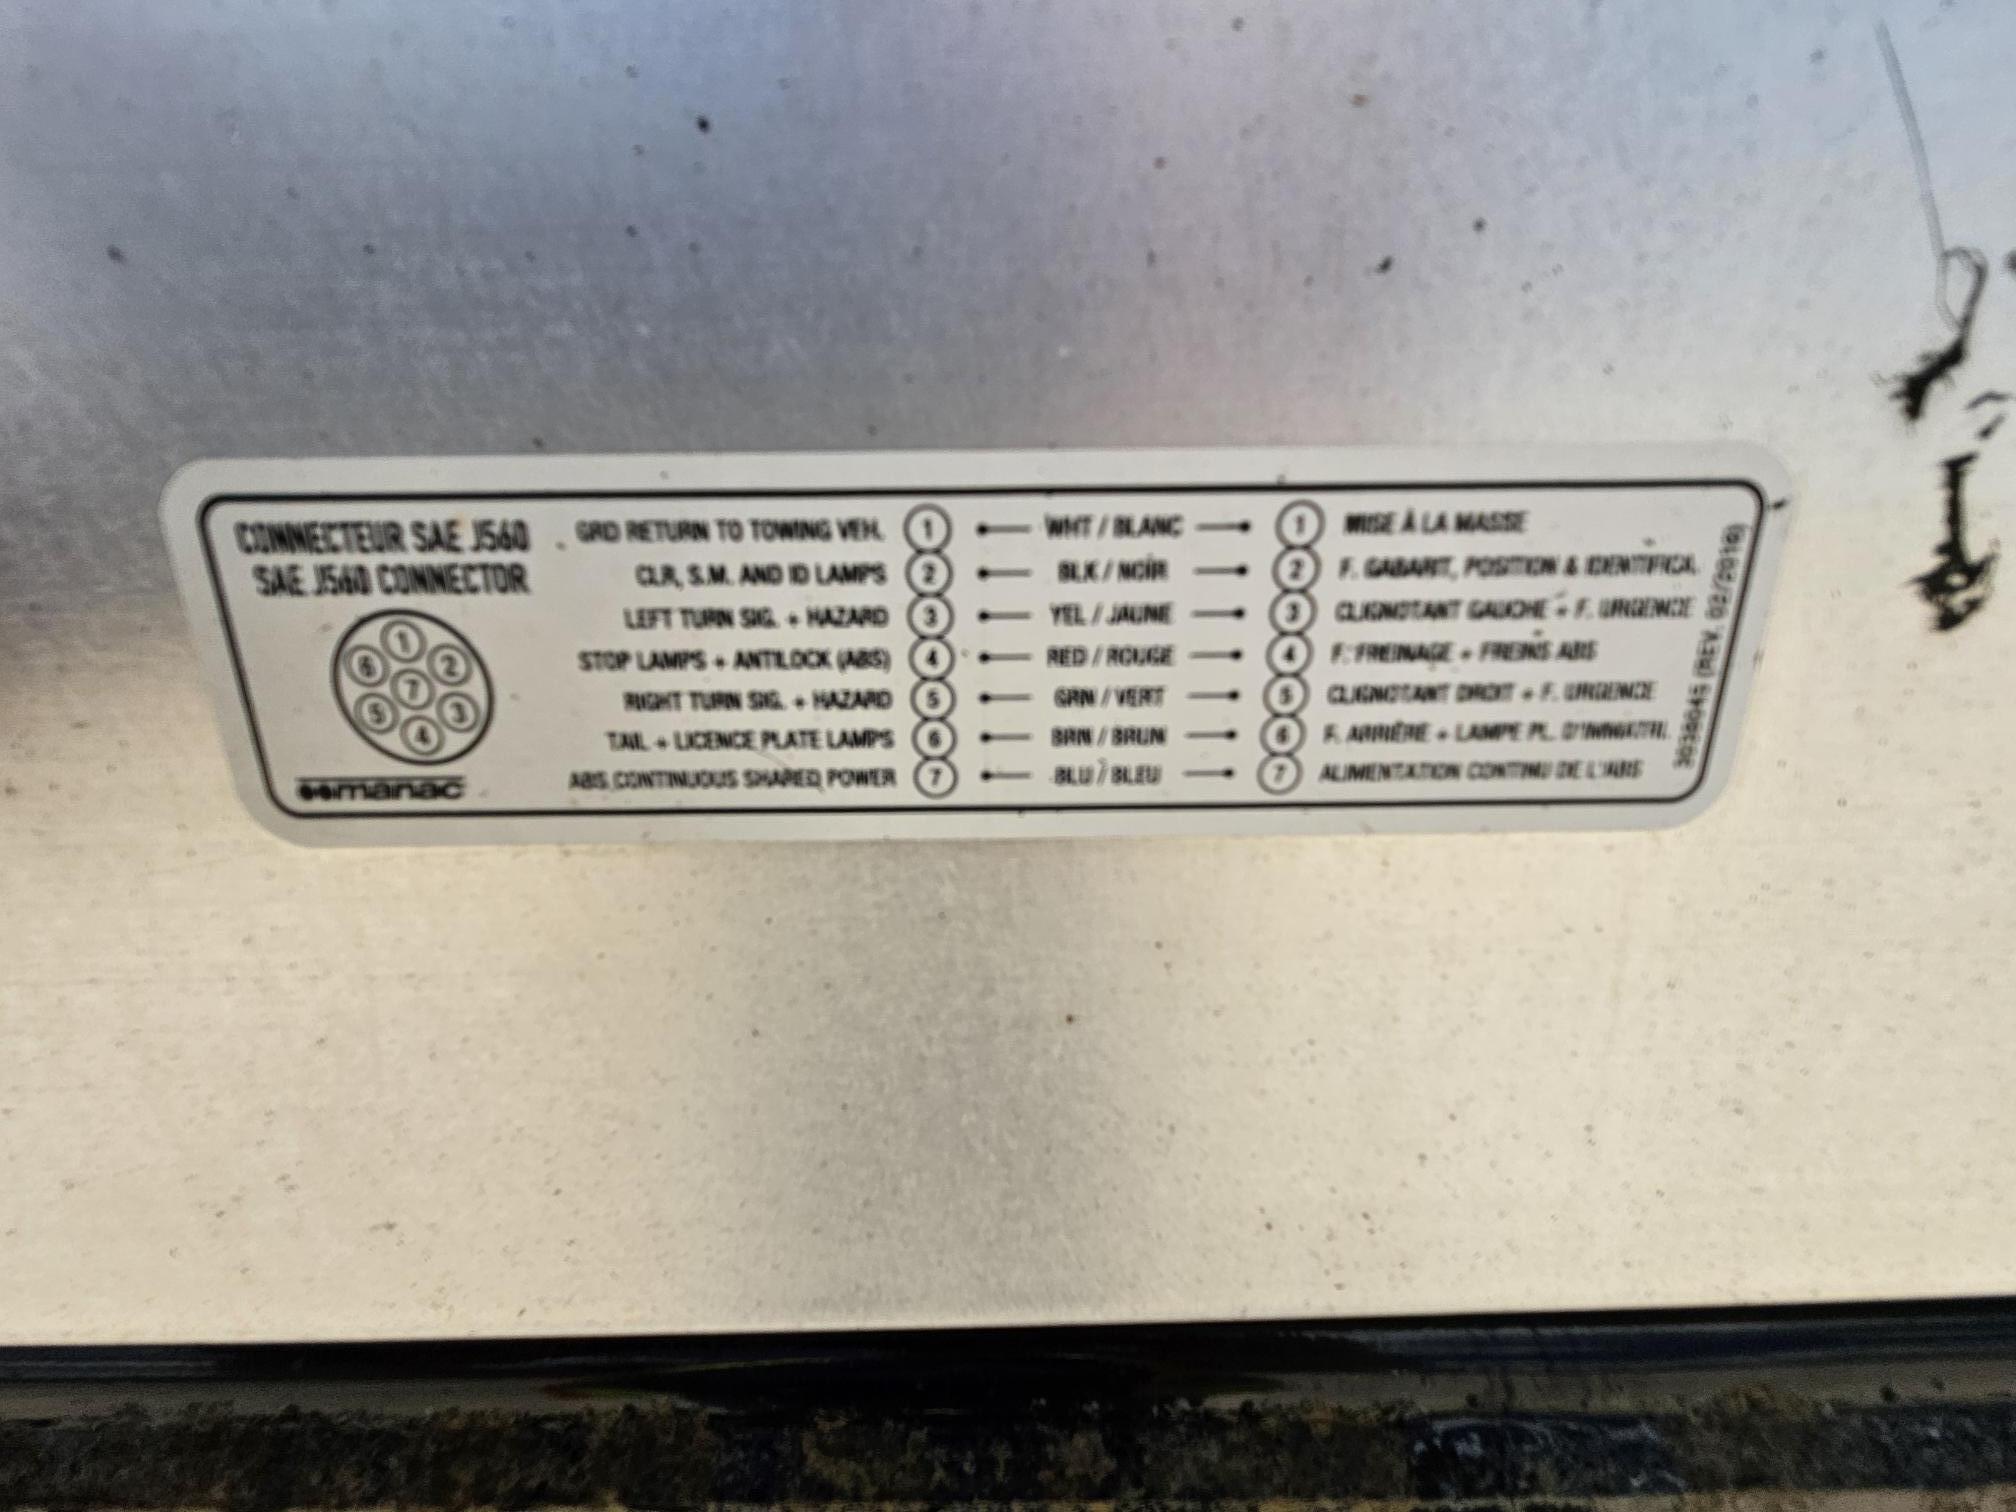 CONNECTEUR SAE J560
SAE J560 CONNECTOR
1
6 2
7
5 3
4
manac
GRD RETURN TO TOWING VEH. 1 WHT / BLANC 1 MISE À LA MASSE
CLR, S.M. AND ID LAMPS 2 BLK / NOIR 2 F. GABARIT, POSITION & IDENTIFICA.
LEFT TURN SIG. + HAZARD 3 YEL / JAUNE 3 CLIGNOTANT GAUCHE + F. URGENCE
STOP LAMPS + ANTILOCK (ABS) 4 RED / ROUGE 4 F. FREINAGE + FREINS ABS
RIGHT TURN SIG. + HAZARD 5 GRN / VERT 5 CLIGNOTANT DROIT + F. URGENCE
TAIL + LICENCE PLATE LAMPS 6 BRN / BRUN 6 F. ARRIÈRE + LAMPE PL. D'IMMATRI.
ABS CONTINUOUS SHARED POWER 7 BLU / BLEU 7 ALIMENTATION CONTINU DE L'ABS
(REV. 02/2016)